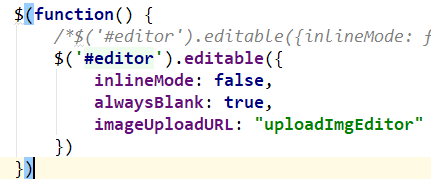 $(function() {
/*$('#editor').editable({inlineMode: f
$('#editor').editable({
inlineMode: false,
alwaysBlank: true,
imageUploadURL: "uploadImgEditor"
})
})